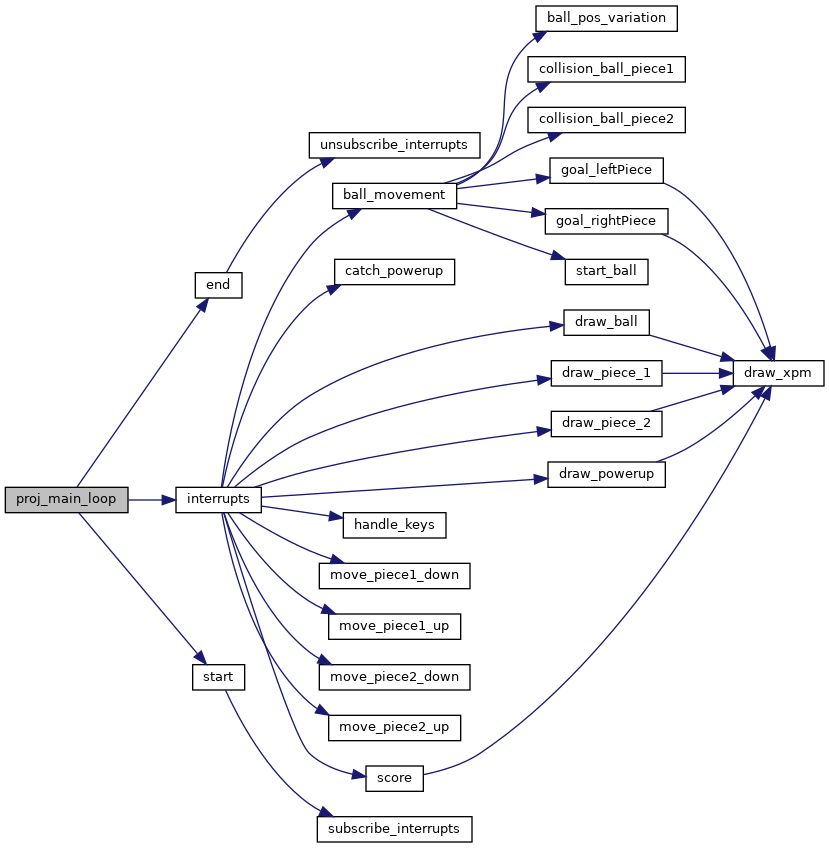 ball_pos_variation
collision_ball_piece1
collision_ball_piece2
unsubscribe_interrupts
goal_leftPiece
ball_movement
goal_rightPiece
catch_powerup
start_ball
end
draw_ball
draw_piece_1
draw_xpm
draw_piece_2
draw_powerup
proj_main_loop
interrupts
handle_keys
move_piece1_down
move_piece1_up
start
move_piece2_down
move_piece2_up
score
subscribe_interrupts